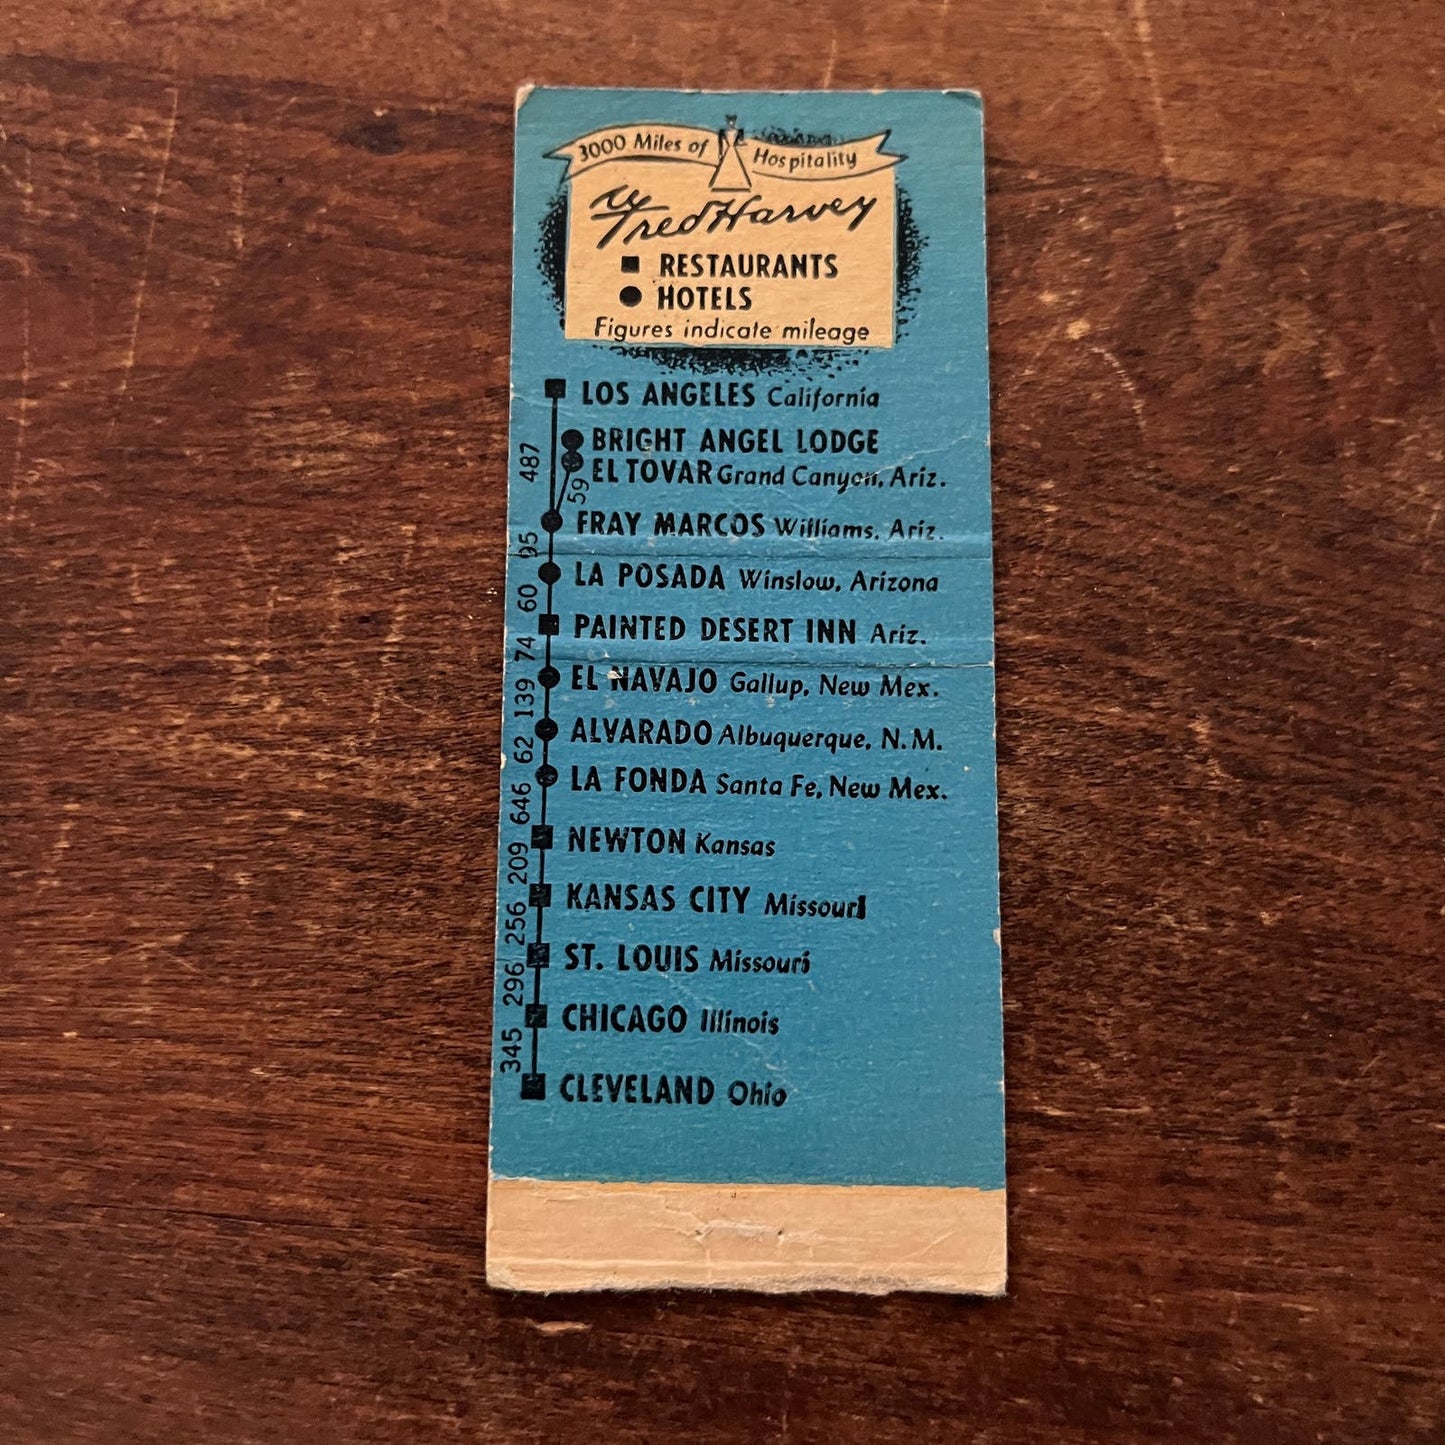 3000 Miles of Hospitality
Fred Harvey
RESTAURANTS
HOTELS
Figures indicate mileage
LOS ANGELES California
487
BRIGHT ANGEL LODGE
EL TOVAR Grand Canyon, Ariz.
59
FRAY MARCOS Williams, Ariz.
95
LA POSADA Winslow, Arizona
60
PAINTED DESERT INN Ariz.
74
EL NAVAJO Gallup, New Mex.
139
ALVARADO Albuquerque, N.M.
62
LA FONDA Santa Fe, New Mex.
646
NEWTON Kansas
209
KANSAS CITY Missouri
256
ST. LOUIS Missouri
296
CHICAGO Illinois
345
CLEVELAND Ohio